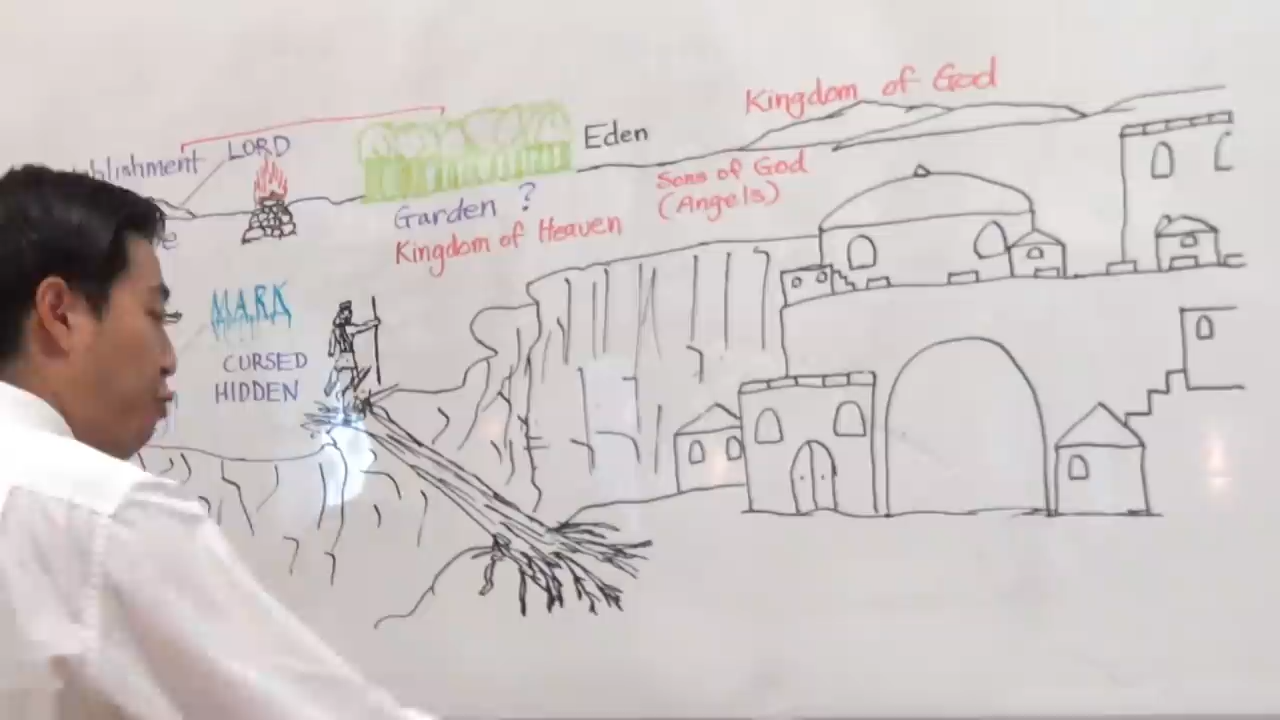 Kingdom of God
LORD
Eden
Sons of God
(Angels)
Garden ?
Kingdom of Heaven
MARK
CURSED
HIDDEN